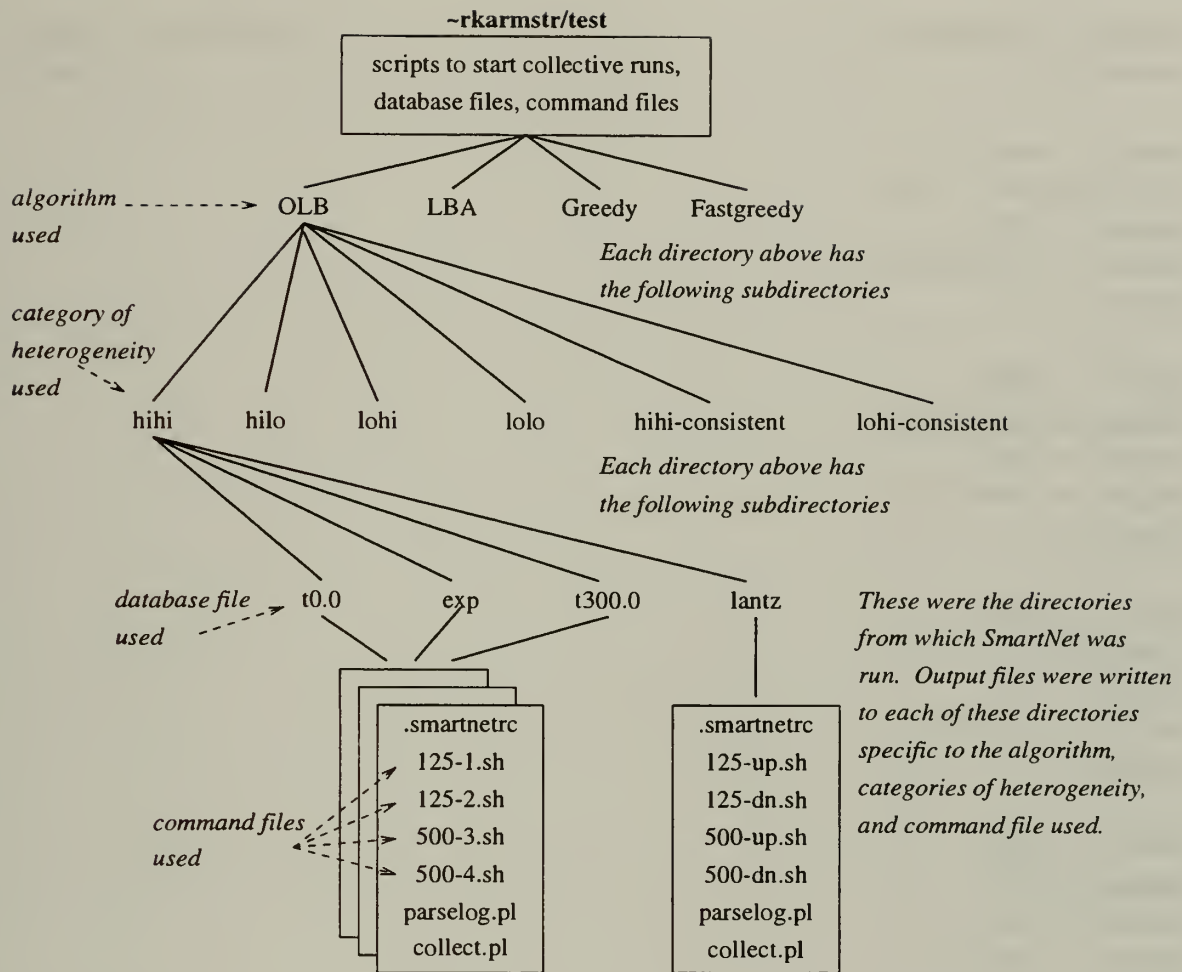 ~rkarmstr/test
scripts to start collective runs,
database files, command files
algorithm
used
OLB
LBA
Greedy
Fastgreedy
Each directory above has
the following subdirectories
category of
heterogeneity
used
hihi
hilo
lohi
lolo
hihi-consistent
lohi-consistent
Each directory above has
the following subdirectories
database file
used
t0.0
exp
t300.0
lantz
These were the directories
from which SmartNet was
run. Output files were written
to each of these directories
specific to the algorithm,
categories of heterogeneity,
and command file used.
command files
used
.smartnetrc
125-1.sh
125-2.sh
500-3.sh
500-4.sh
parselog.pl
collect.pl
.smartnetrc
125-up.sh
125-dn.sh
500-up.sh
500-dn.sh
parselog.pl
collect.pl